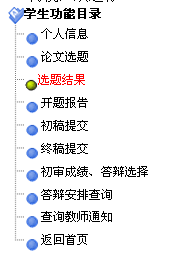 学生功能目录
个人信息
论文选题
选题结果
开题报告
初稿提交
终稿提交
初审成绩、答辩选择
答辩安排查询
查询教师通知
返回首页